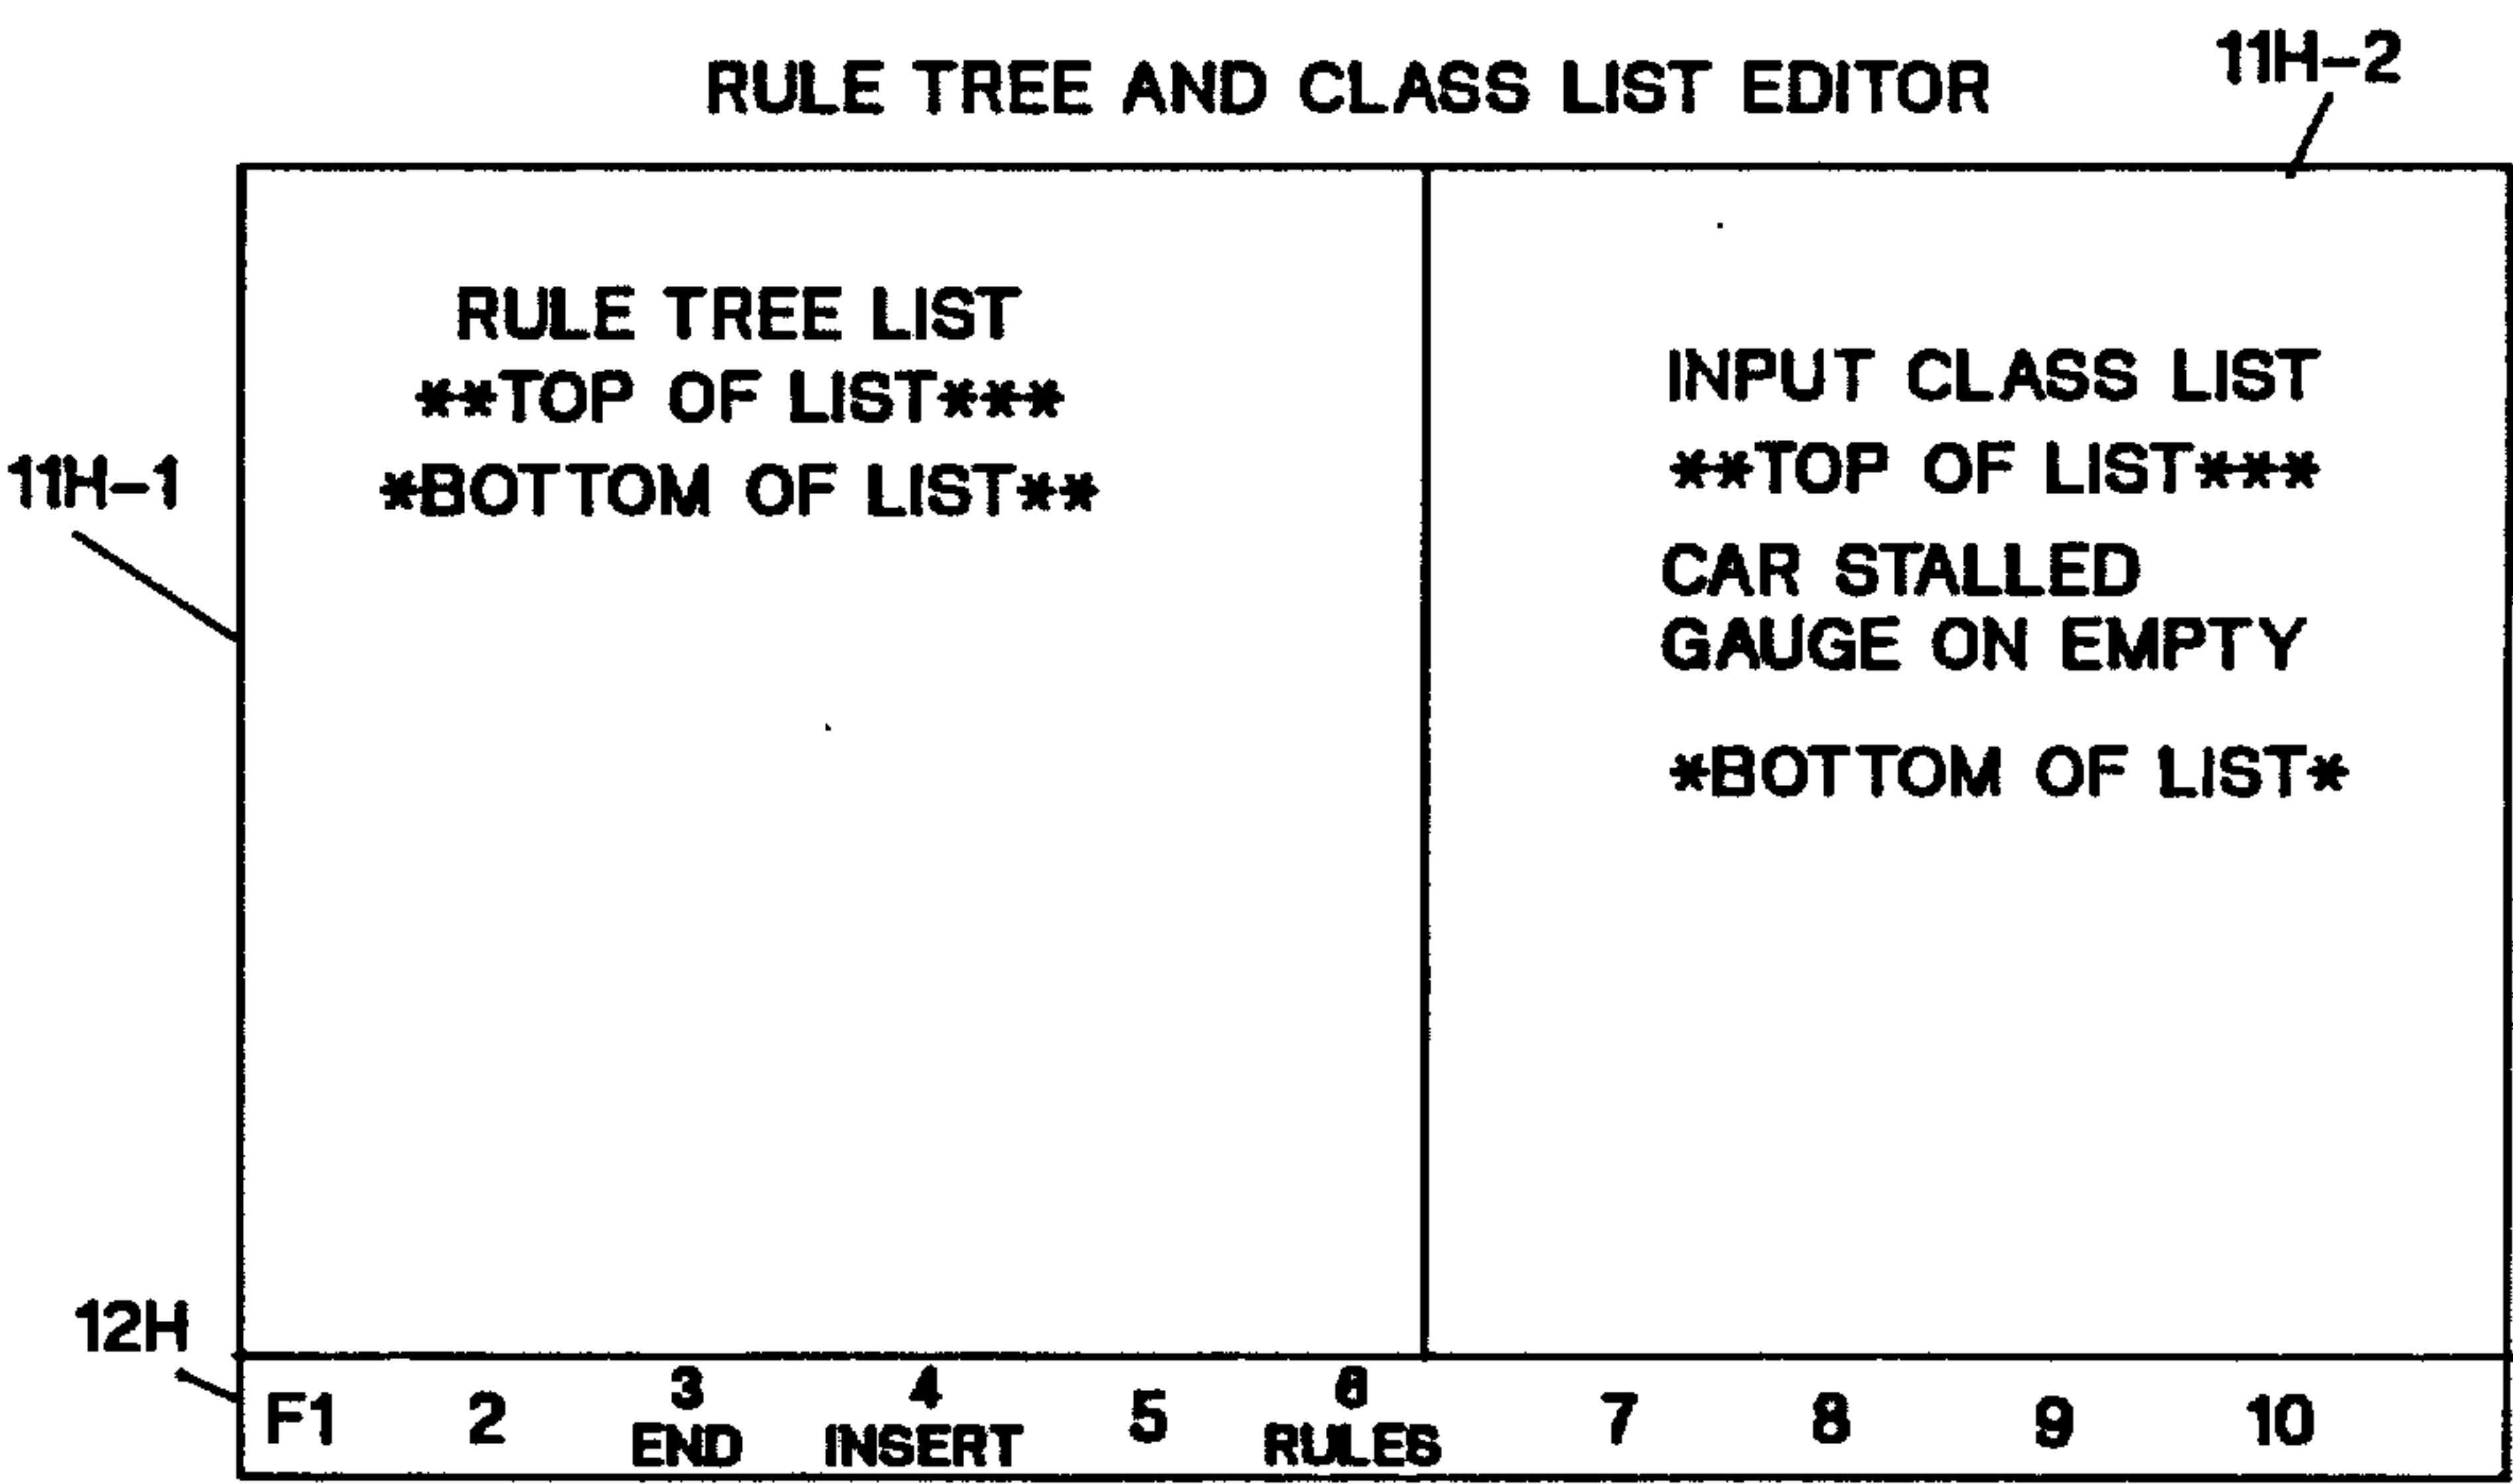 11H-2
RULE TREE AND CLASS LIST EDITOR
RULE TREE LIST
**TOP OF LIST***
*BOTTOM OF LIST**
11H-1
INPUT CLASS LIST
**TOP OF LIST***
CAR STALLED
GAUGE ON EMPTY
*BOTTOM OF LIST*
12H
F1 2 3 4 5 6 7 8 9 10
END INSERT RULES